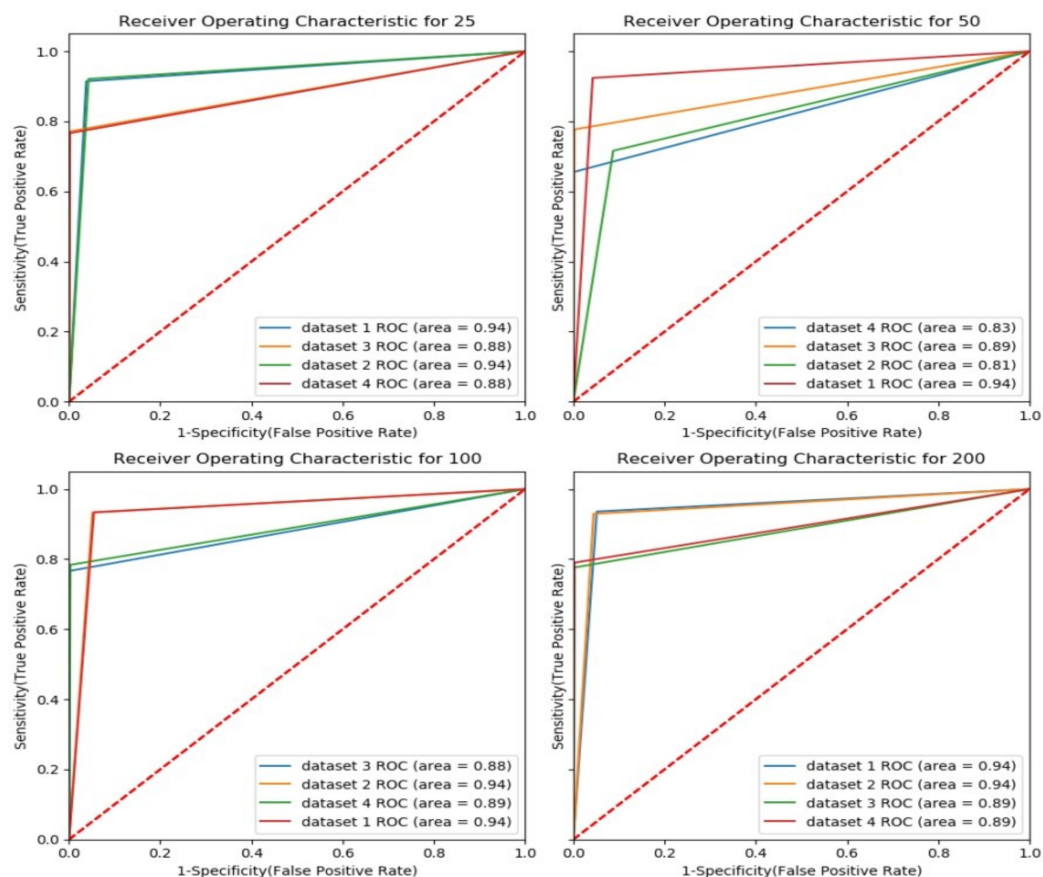 Receiver Operating Characteristic for 25
Sensitivity(True Positive Rate)
1.0
0.8
0.6
0.4
0.2
0.0
0.0 0.2 0.4 0.6 0.8 1.0
1-Specificity(False Positive Rate)
dataset 1 ROC (area = 0.94)
dataset 3 ROC (area = 0.88)
dataset 2 ROC (area = 0.94)
dataset 4 ROC (area = 0.88)
Receiver Operating Characteristic for 50
Sensitivity(True Positive Rate)
0.0 0.2 0.4 0.6 0.8 1.0
1-Specificity(False Positive Rate)
dataset 4 ROC (area = 0.83)
dataset 3 ROC (area = 0.89)
dataset 2 ROC (area = 0.81)
dataset 1 ROC (area = 0.94)
Receiver Operating Characteristic for 100
Sensitivity(True Positive Rate)
1.0
0.8
0.6
0.4
0.2
0.0
0.0 0.2 0.4 0.6 0.8 1.0
1-Specificity(False Positive Rate)
dataset 3 ROC (area = 0.88)
dataset 2 ROC (area = 0.94)
dataset 4 ROC (area = 0.89)
dataset 1 ROC (area = 0.94)
Receiver Operating Characteristic for 200
Sensitivity(True Positive Rate)
0.0 0.2 0.4 0.6 0.8 1.0
1-Specificity(False Positive Rate)
dataset 1 ROC (area = 0.94)
dataset 2 ROC (area = 0.94)
dataset 3 ROC (area = 0.89)
dataset 4 ROC (area = 0.89)